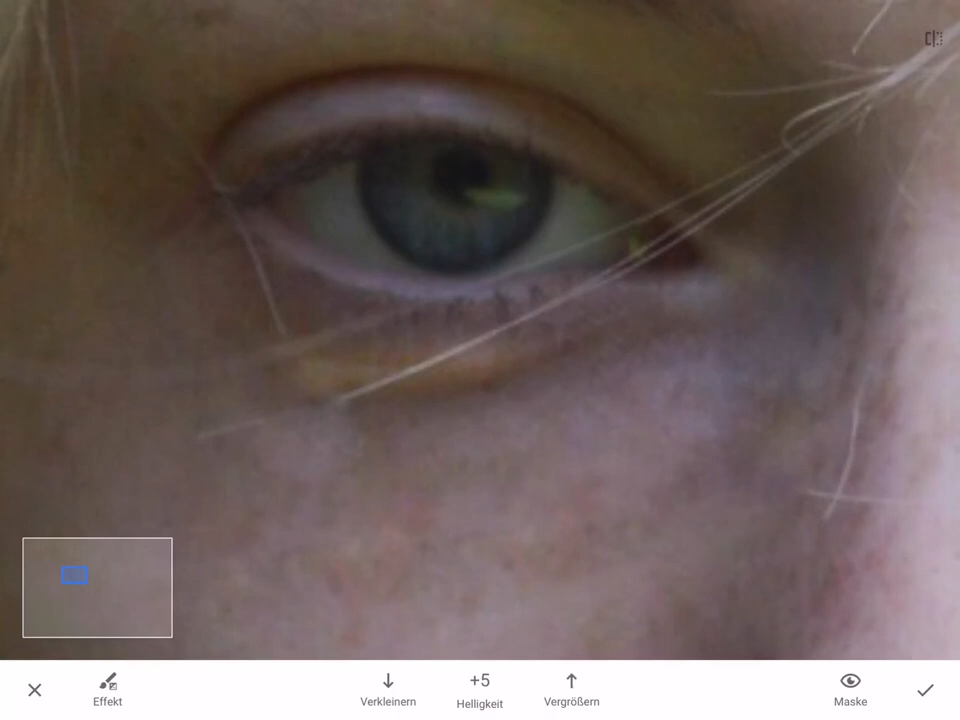 +5
Effekt
Verkleinern
Helligkeit
Vergrößern
Maske